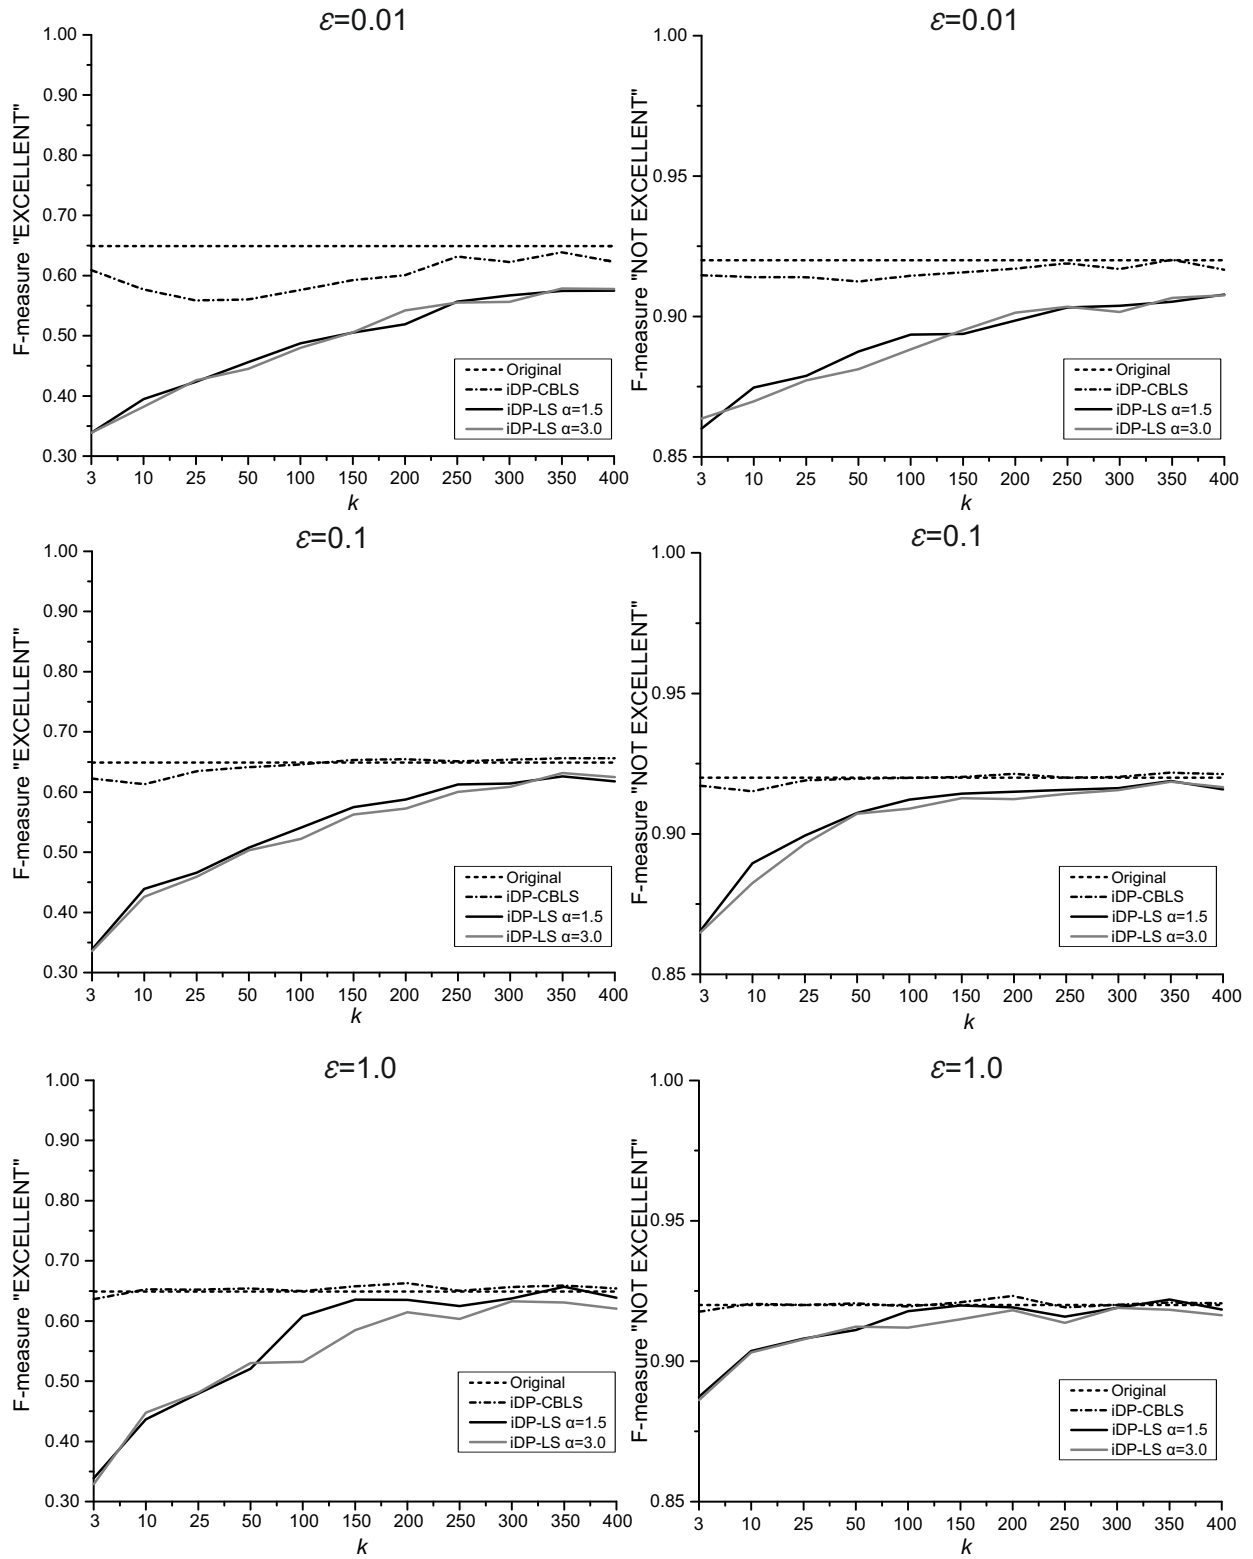 ε=0.01
F-measure "EXCELLENT"
1.00
0.90
0.80
0.70
0.60
0.50
0.40
0.30
Original
iDP-CBLS
iDP-LS α=1.5
iDP-LS α=3.0
3 10 25 50 100 150 200 250 300 350 400
k
ε=0.01
F-measure "NOT EXCELLENT"
1.00
0.95
0.90
0.85
Original
iDP-CBLS
iDP-LS α=1.5
iDP-LS α=3.0
3 10 25 50 100 150 200 250 300 350 400
k
ε=0.1
F-measure "EXCELLENT"
1.00
0.90
0.80
0.70
0.60
0.50
0.40
0.30
Original
iDP-CBLS
iDP-LS α=1.5
iDP-LS α=3.0
3 10 25 50 100 150 200 250 300 350 400
k
ε=0.1
F-measure "NOT EXCELLENT"
1.00
0.95
0.90
0.85
Original
iDP-CBLS
iDP-LS α=1.5
iDP-LS α=3.0
3 10 25 50 100 150 200 250 300 350 400
k
ε=1.0
F-measure "EXCELLENT"
1.00
0.90
0.80
0.70
0.60
0.50
0.40
0.30
Original
iDP-CBLS
iDP-LS α=1.5
iDP-LS α=3.0
3 10 25 50 100 150 200 250 300 350 400
k
ε=1.0
F-measure "NOT EXCELLENT"
1.00
0.95
0.90
0.85
Original
iDP-CBLS
iDP-LS α=1.5
iDP-LS α=3.0
3 10 25 50 100 150 200 250 300 350 400
k